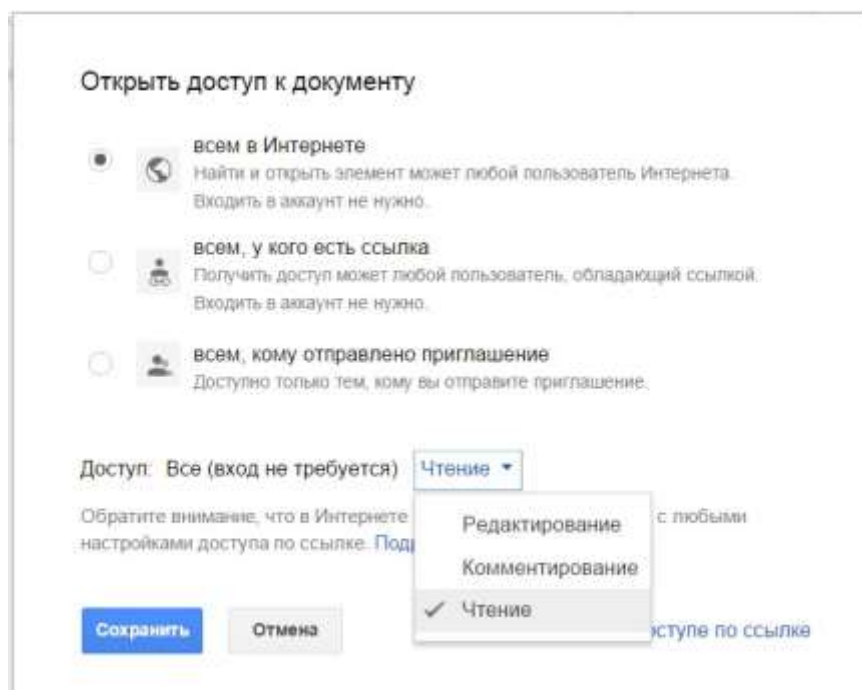 Открыть доступ к документу
всем в Интернете
Найти и открыть элемент может любой пользователь Интернета.
Входить в аккаунт не нужно.
всем, у кого есть ссылка
Получить доступ может любой пользователь, обладающий ссылкой.
Входить в аккаунт не нужно.
всем, кому отправлено приглашение
Доступно только тем, кому вы отправите приглашение.
Доступ: Все (вход не требуется) Чтение
Обратите внимание, что в Интернете с любыми
настройками доступа по ссылке.
Редактирование
Комментирование
Чтение
Сохранить Отмена по ссылке